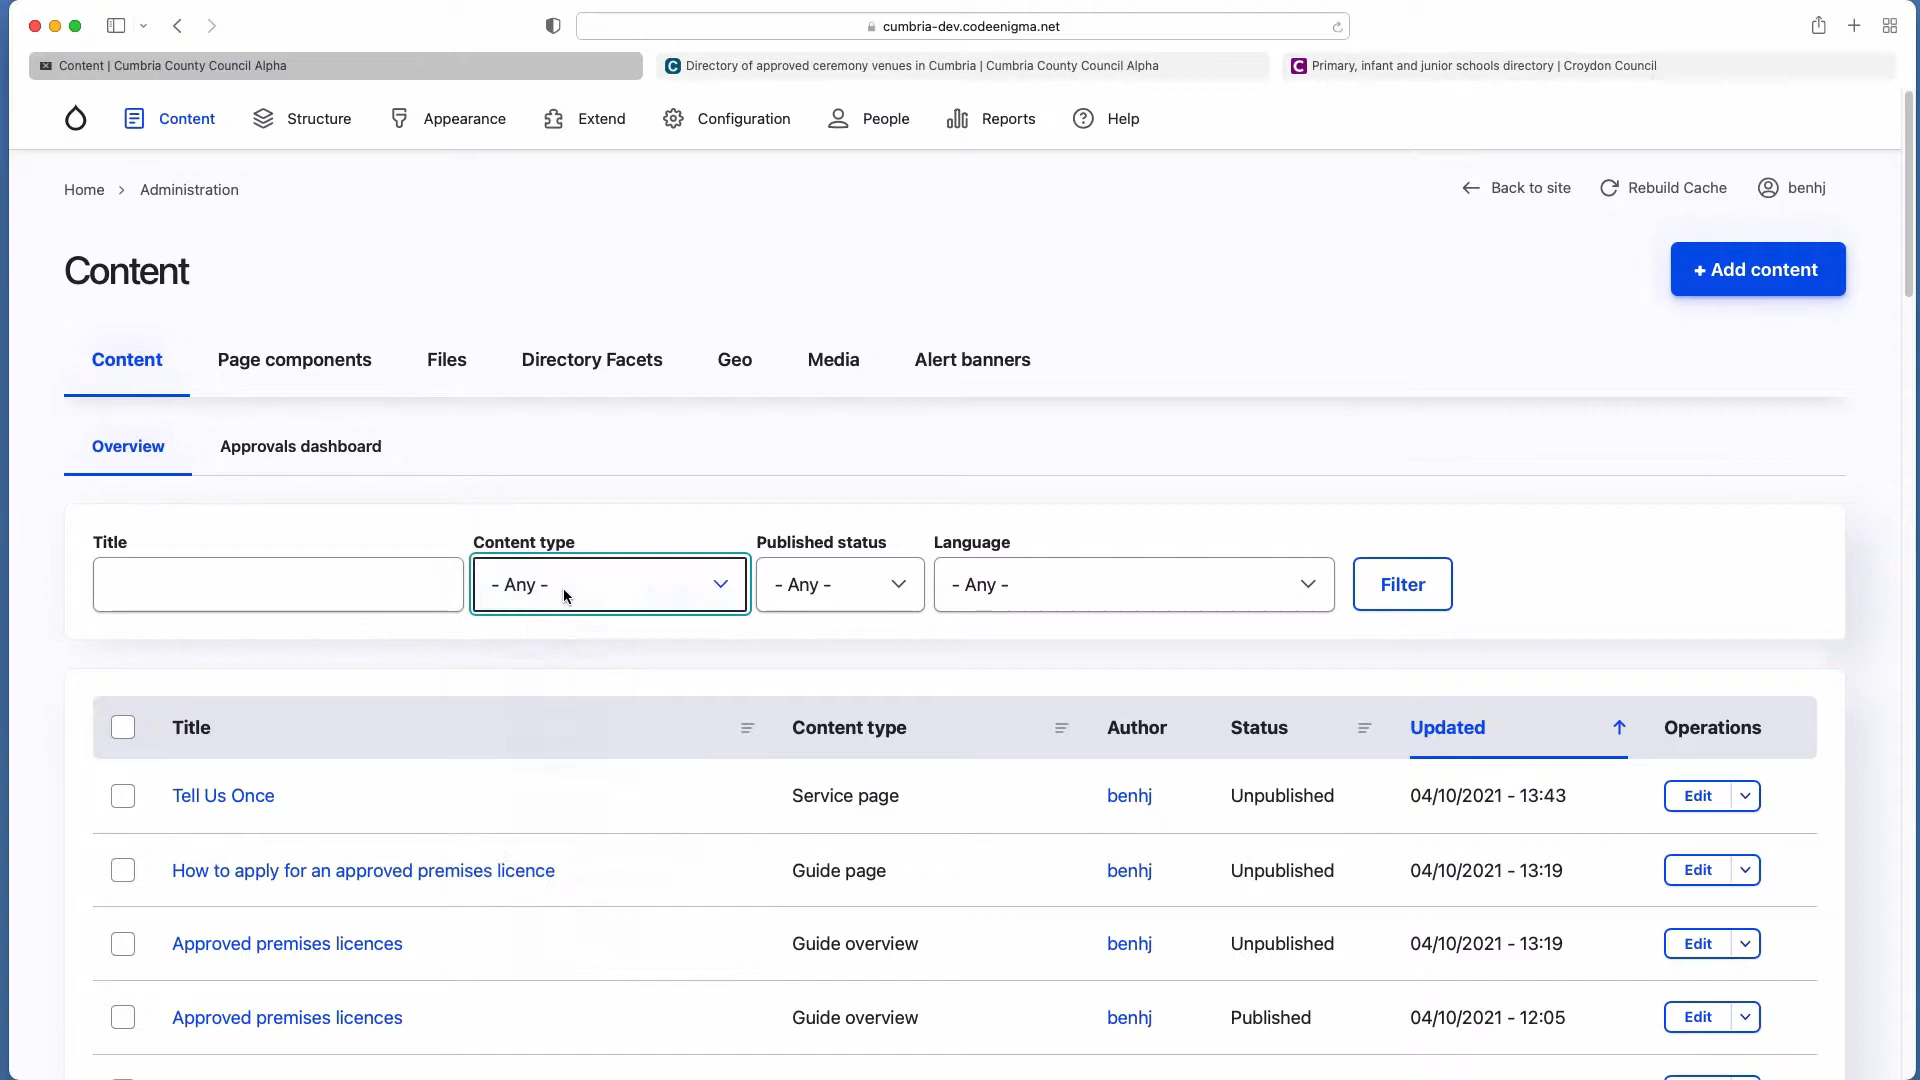 cumbria-dev.codeenigma.net
Content | Cumbria County Council Alpha
Directory of approved ceremony venues in Cumbria | Cumbria County Council Alpha
Primary, infant and junior schools directory | Croydon Council
Content Structure Appearance Extend Configuration People Reports Help
Home > Administration
Back to site Rebuild Cache benhj
Content
+ Add content
Content Page components Files Directory Facets Geo Media Alert banners
Overview Approvals dashboard
Title Content type Published status Language
- Any - - Any - - Any - Filter
Title Content type Author Status Updated Operations
Tell Us Once Service page benhj Unpublished 04/10/2021 - 13:43 Edit
How to apply for an approved premises licence Guide page benhj Unpublished 04/10/2021 - 13:19 Edit
Approved premises licences Guide overview benhj Unpublished 04/10/2021 - 13:19 Edit
Approved premises licences Guide overview benhj Published 04/10/2021 - 12:05 Edit